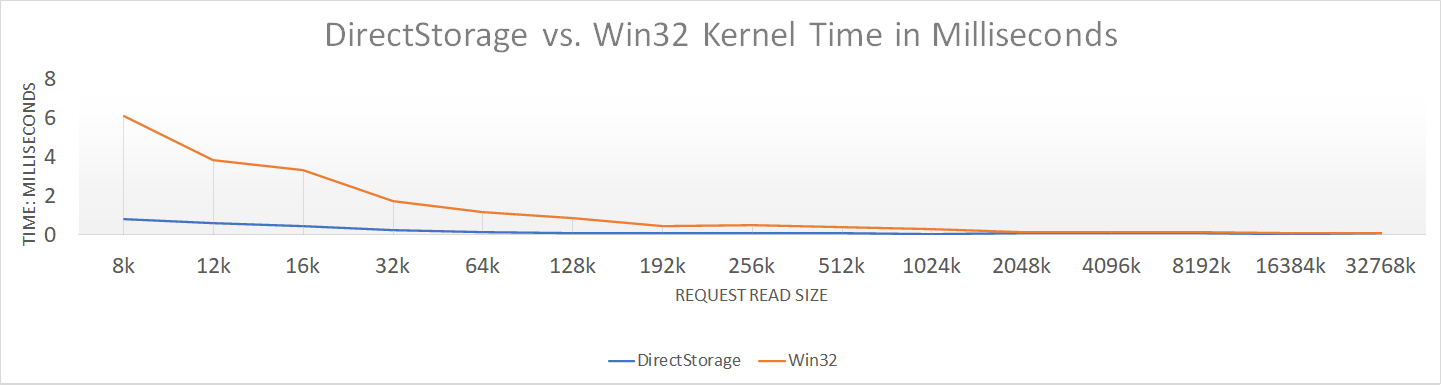 DirectStorage vs. Win32 Kernel Time in Milliseconds
TIME: MILLISECONDS
8
6
4
2
0
8k 12k 16k 32k 64k 128k 192k 256k 512k 1024k 2048k 4096k 8192k 16384k 32768k
REQUEST READ SIZE
DirectStorage Win32